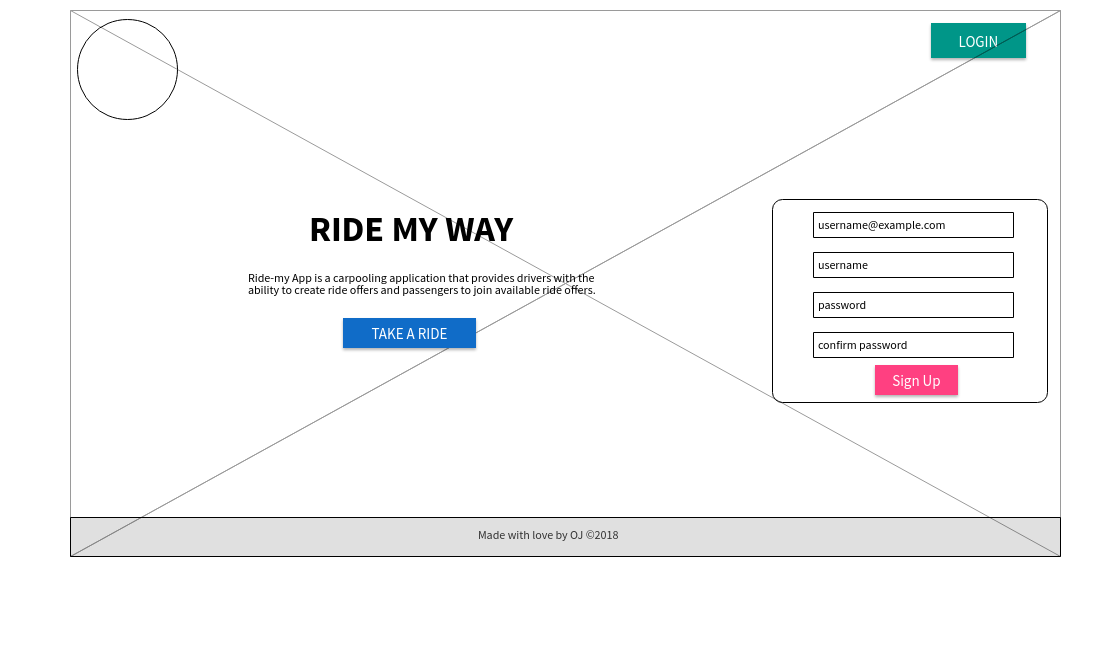 LOGIN
RIDE MY WAY
Ride-my App is a carpooling application that provides drivers with the
ability to create ride offers and passengers to join available ride offers.
TAKE A RIDE
username@example.com
username
password
confirm password
Sign Up
Made with love by OJ ©2018